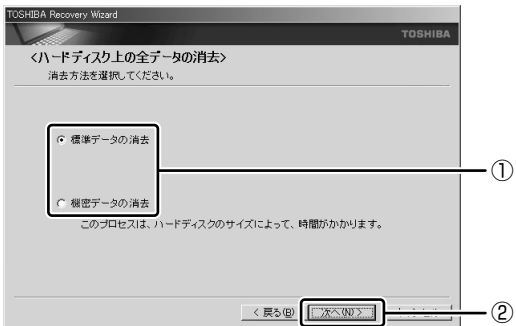 TOSHIBA Recovery Wizard
TOSHIBA
<ハードディスク上の全データの消去>
消去方法を選択してください。
標準データの消去
①
機密データの消去
このプロセスは、ハードディスクのサイズによって、時間がかかります。
< 戻る(B) 次へ(N) >
②